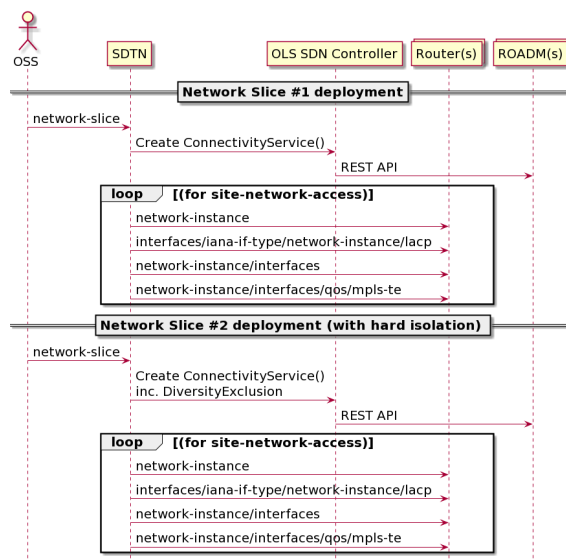 OSS
SDTN
OLS SDN Controller
Router(s)
ROADM(s)
Network Slice #1 deployment
network-slice
Create ConnectivityService()
REST API
loop [(for site-network-access)]
network-instance
interfaces/iana-if-type/network-instance/lacp
network-instance/interfaces
network-instance/interfaces/qos/mpls-te
Network Slice #2 deployment (with hard isolation)
network-slice
Create ConnectivityService()
inc. DiversityExclusion
REST API
loop [(for site-network-access)]
network-instance
interfaces/iana-if-type/network-instance/lacp
network-instance/interfaces
network-instance/interfaces/qos/mpls-te